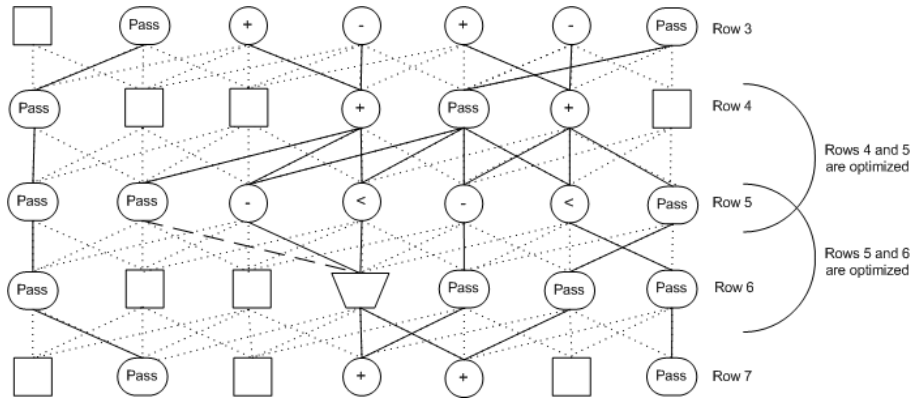 Pass + - + - Pass Row 3
Pass + Pass + Row 4
Rows 4 and 5
are optimized
Pass Pass - < - < Pass Row 5
Rows 5 and 6
are optimized
Pass Pass Pass Pass Row 6
Pass + + Pass Row 7